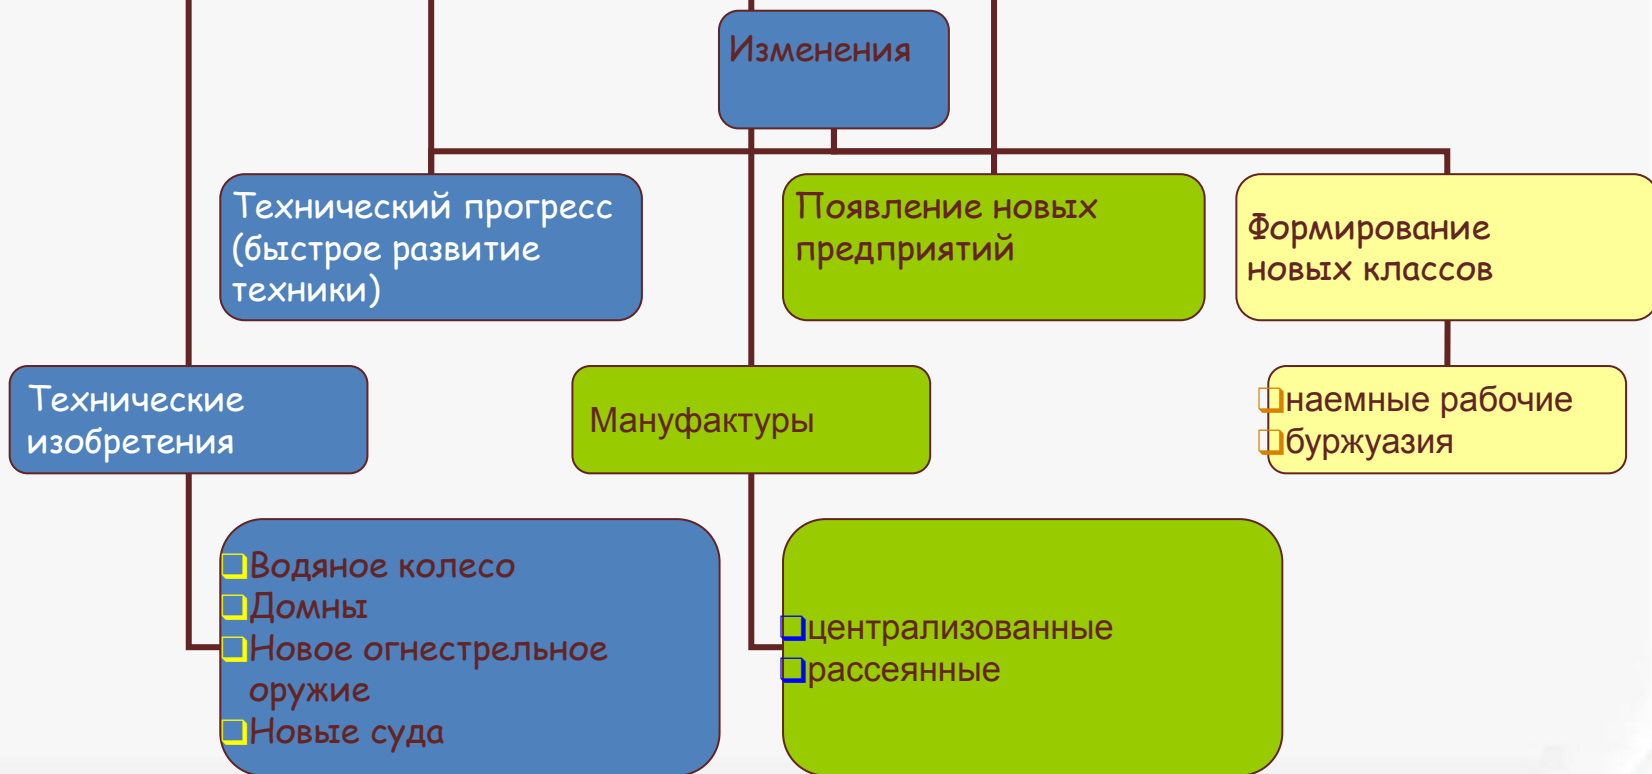 Изменения
Технический прогресс
(быстрое развитие
техники)
Появление новых
предприятий
Формирование
новых классов
Технические
изобретения
Мануфактуры
наемные рабочие
буржуазия
Водяное колесо
Домны
Новое огнестрельное
оружие
Новые суда
централизованные
рассеянные